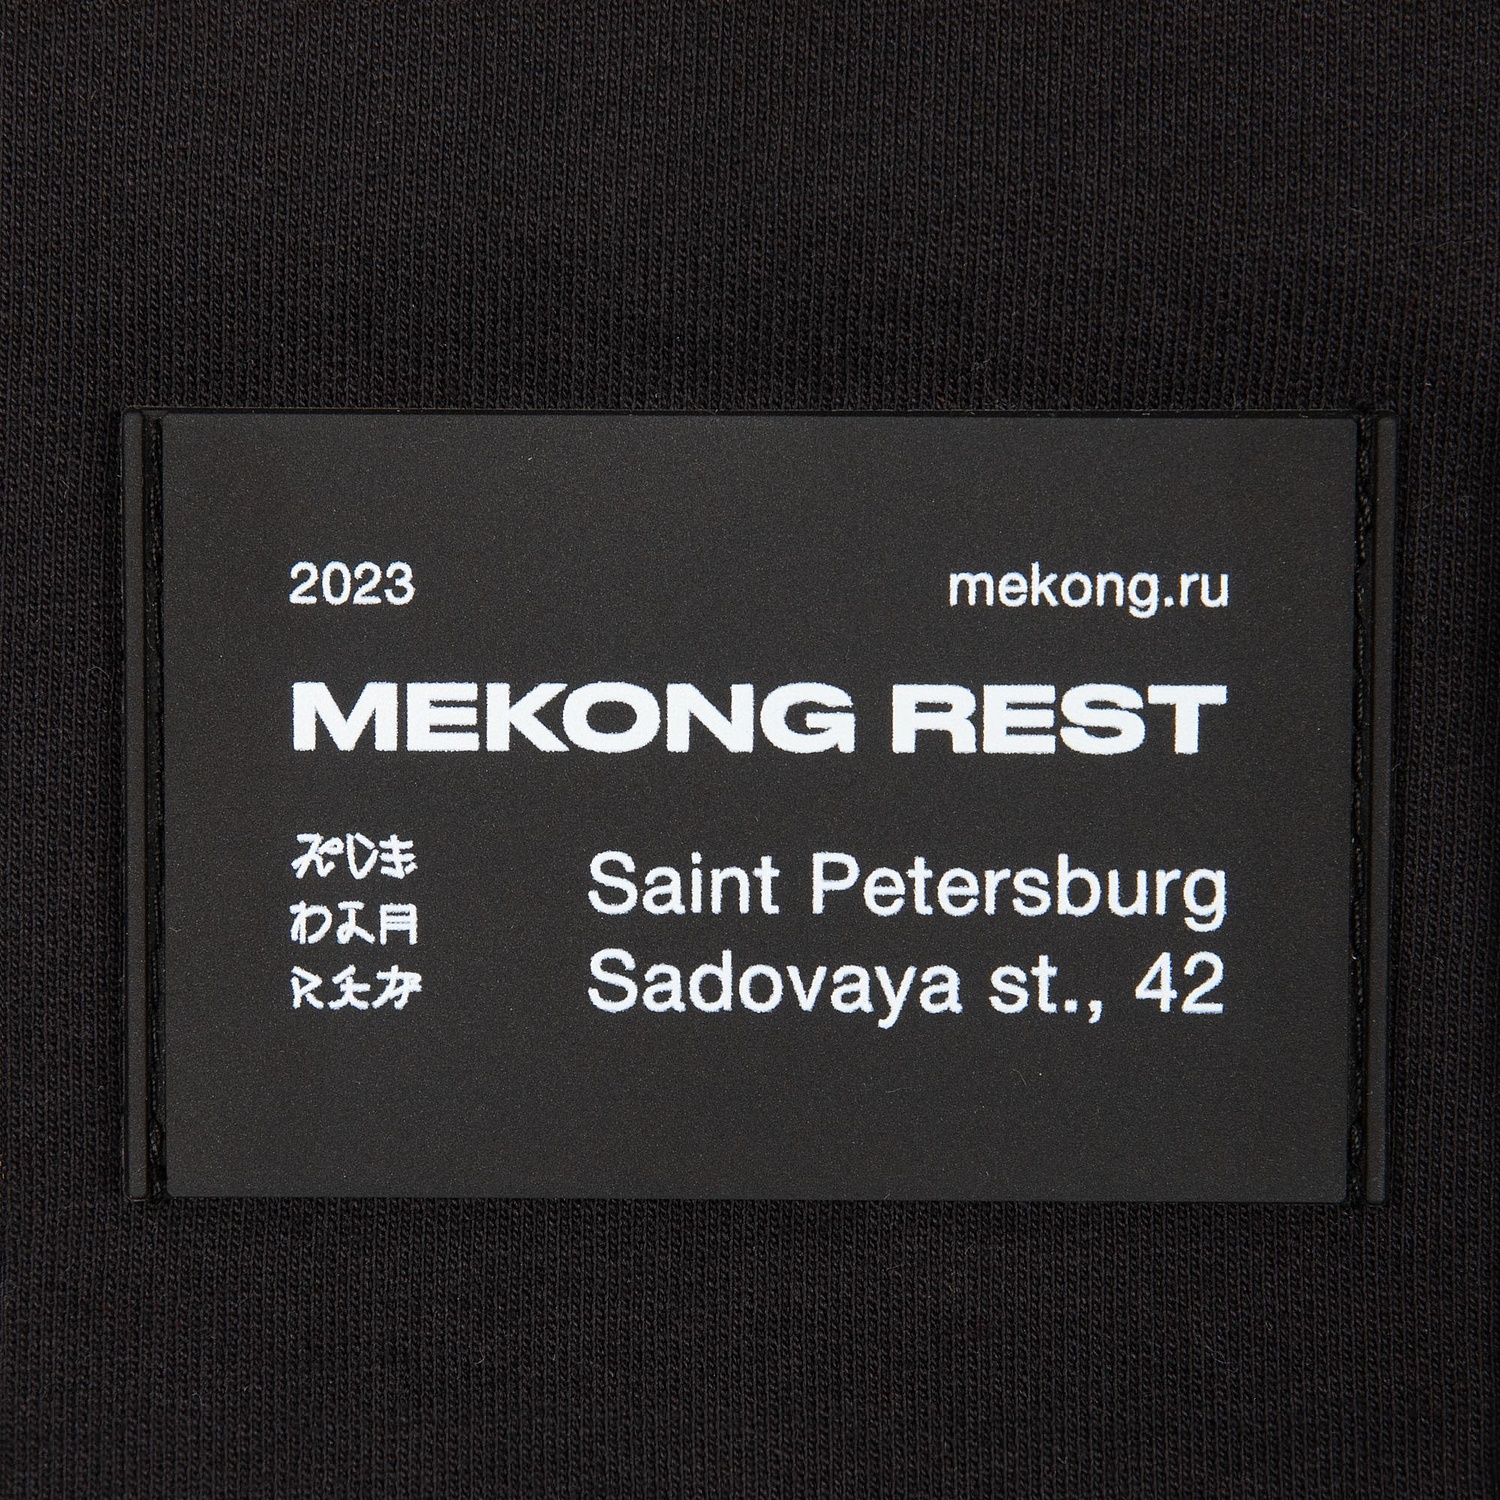 2023
mekong.ru
MEKONG REST
Saint Petersburg
Sadovaya st., 42